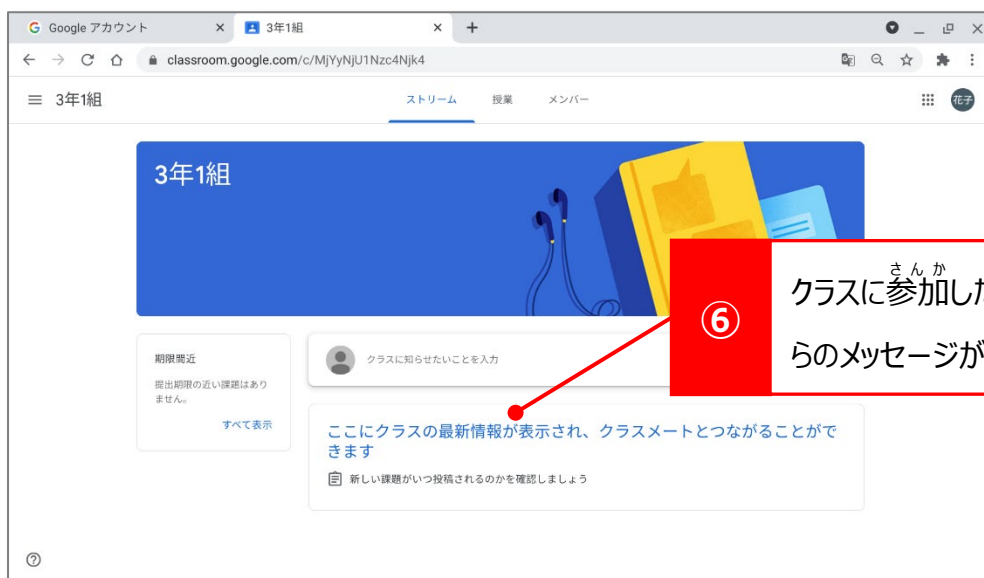 Google アカウント
3年1組
classroom.google.com/c/MjYyNjU1Nzc4Njk4
3年1組
ストリーム 授業 メンバー
花子
3年1組
⑥
さんか
クラスに参加した
らのメッセージが
期限間近
提出期限の近い課題はあり
ません。
すべて表示
クラスに知らせたいことを入力
ここにクラスの最新情報が表示され、クラスメートとつながることがで
きます
新しい課題がいつ投稿されるのかを確認しましょう